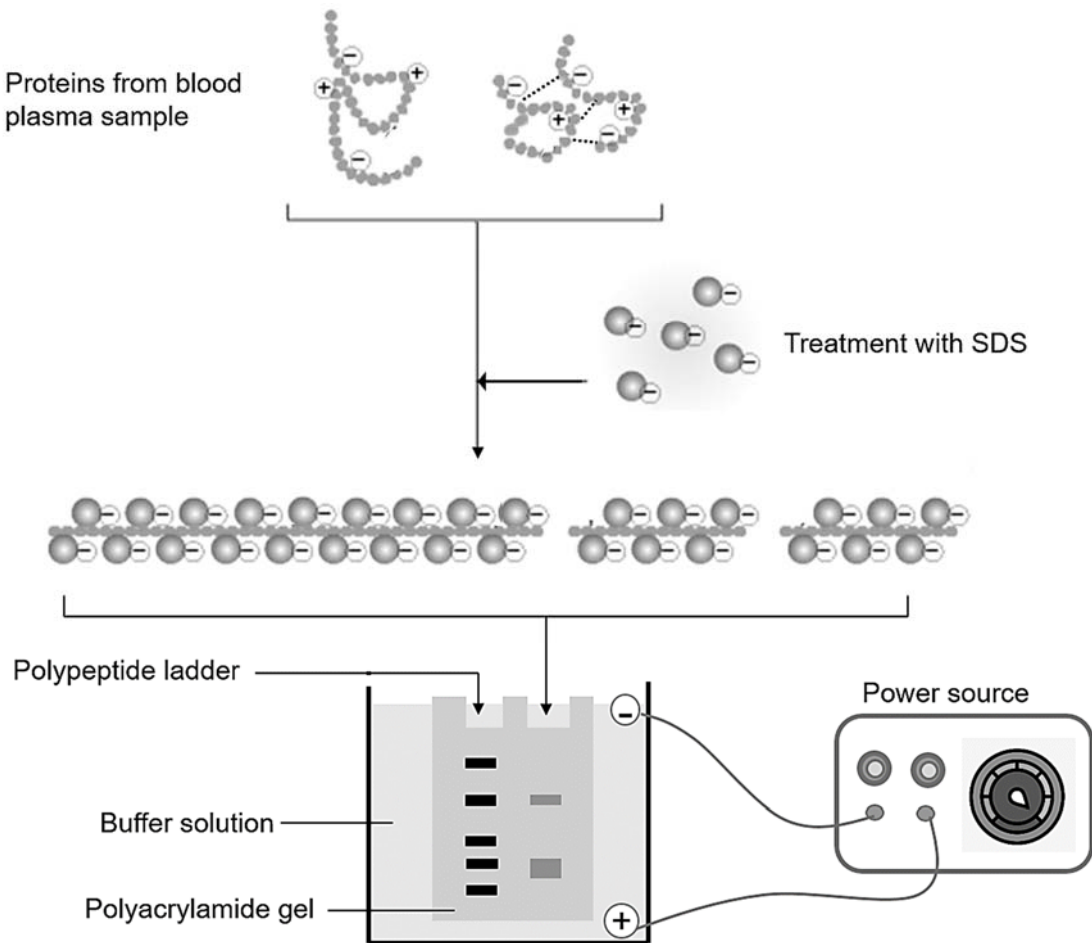 Proteins from blood
plasma sample
Treatment with SDS
Polypeptide ladder
Power source
Buffer solution
Polyacrylamide gel